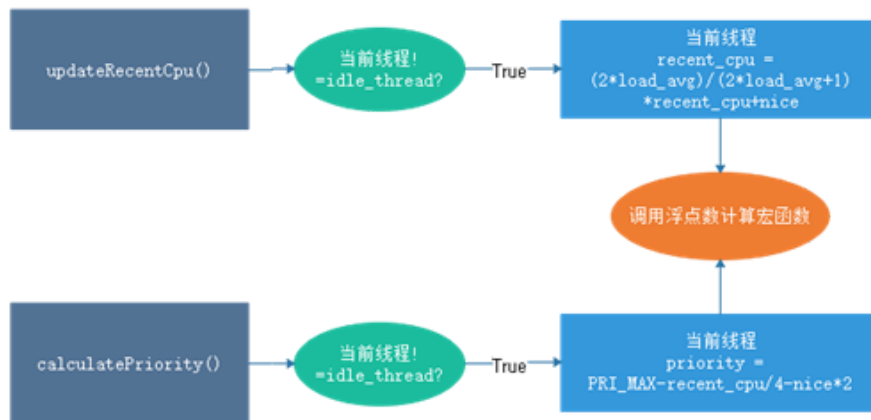 updateRecentCpu()
当前线程!
=idle_thread?
True
当前线程
recent_cpu =
(2*load_avg)/(2*load_avg+1)
*recent_cpu+nice
调用浮点数计算宏函数
calculatePriority()
当前线程!
=idle_thread?
True
当前线程
priority =
PRI_MAX-recent_cpu/4-nice*2